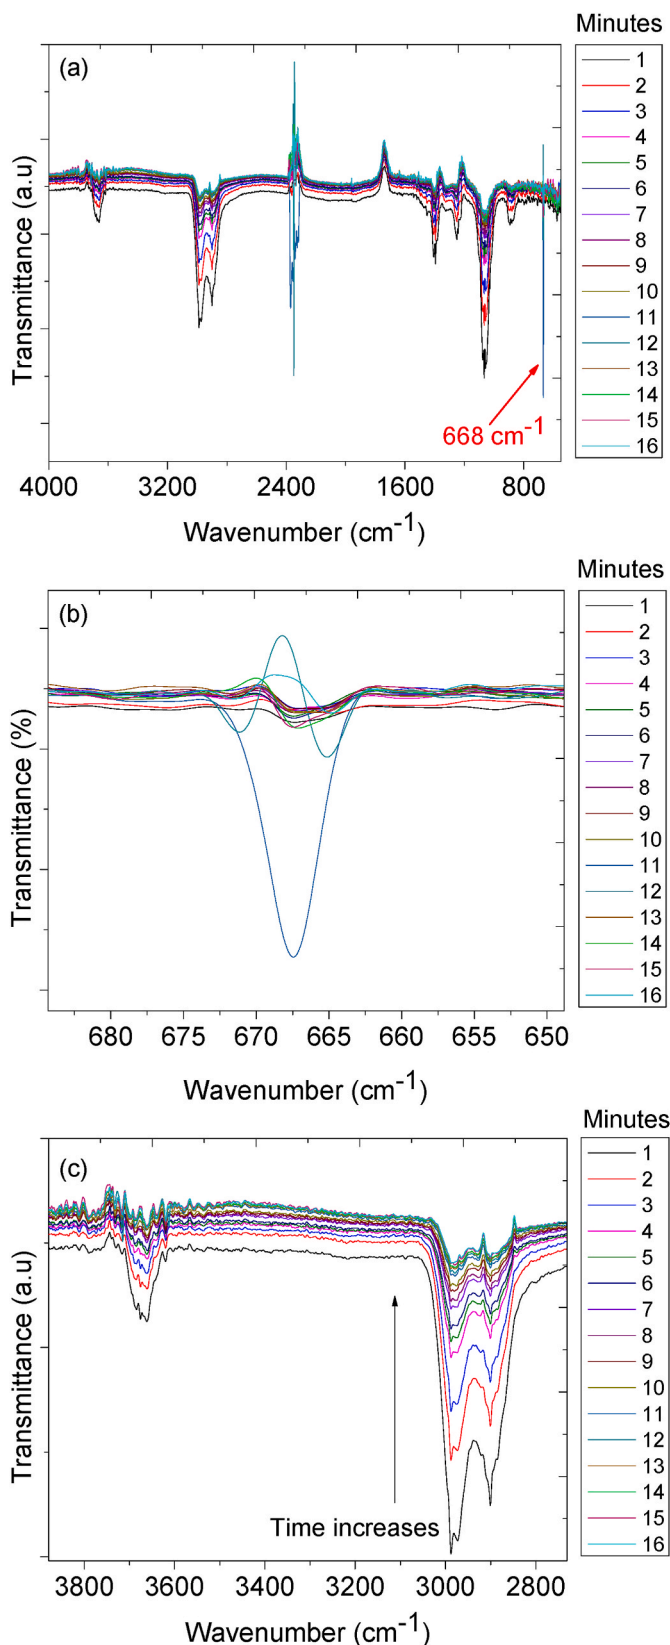 Minutes
(a)
1
2
3
4
5
6
7
8
9
10
11
12
13
14
15
16
Transmittance (a.u)
668 cm-1
4000 3200 2400 1600 800
Wavenumber (cm-1)
Minutes
(b)
1
2
3
4
5
6
7
8
9
10
11
12
13
14
15
16
Transmittance (%)
680 675 670 665 660 655 650
Wavenumber (cm-1)
Minutes
(c)
1
2
3
4
5
6
7
8
9
10
11
12
13
14
15
16
Transmittance (a.u)
Time increases
3800 3600 3400 3200 3000 2800
Wavenumber (cm-1)